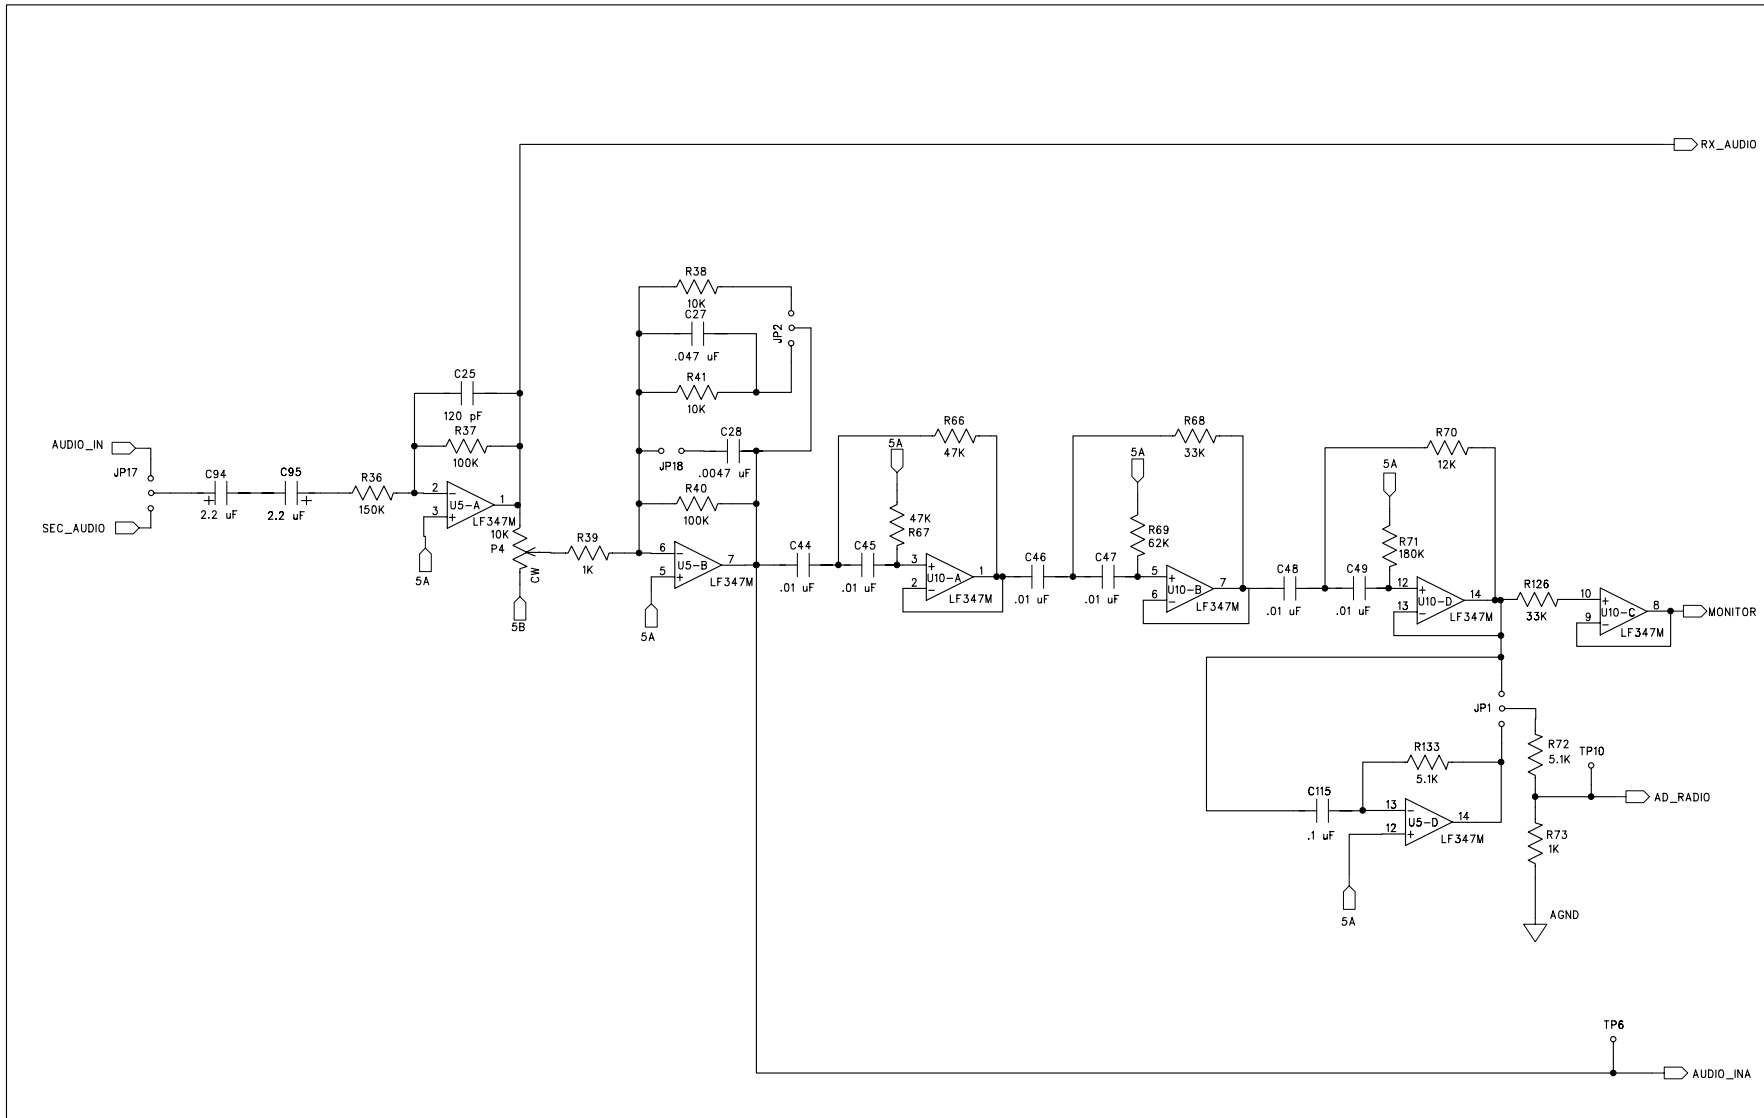 RX_AUDIO
R38
10K
C27
.047 uF
JP2
R41
10K
C25
120 pF
R37
100K
AUDIO_IN
JP17
SEC_AUDIO
C94
2.2 uF
C95
2.2 uF
R36
150K
2
3
1
U5-A
LF347M
5A
10K
P4
CW
5B
R39
1K
JP18
C28
.0047 uF
R40
100K
6
5
7
U5-B
LF347M
5A
C44
.01 uF
C45
.01 uF
R66
47K
5A
47K
R67
3
2
1
U10-A
LF347M
C46
.01 uF
C47
.01 uF
R68
33K
5A
R69
62K
5
6
7
U10-B
LF347M
C48
.01 uF
C49
.01 uF
R70
12K
5A
R71
180K
12
13
14
U10-D
LF347M
R126
33K
10
9
8
U10-C
LF347M
MONITOR
JP1
R133
5.1K
C115
.1 uF
13
12
14
U5-D
LF347M
5A
R72
5.1K
TP10
AD_RADIO
R73
1K
AGND
TP6
AUDIO_INA